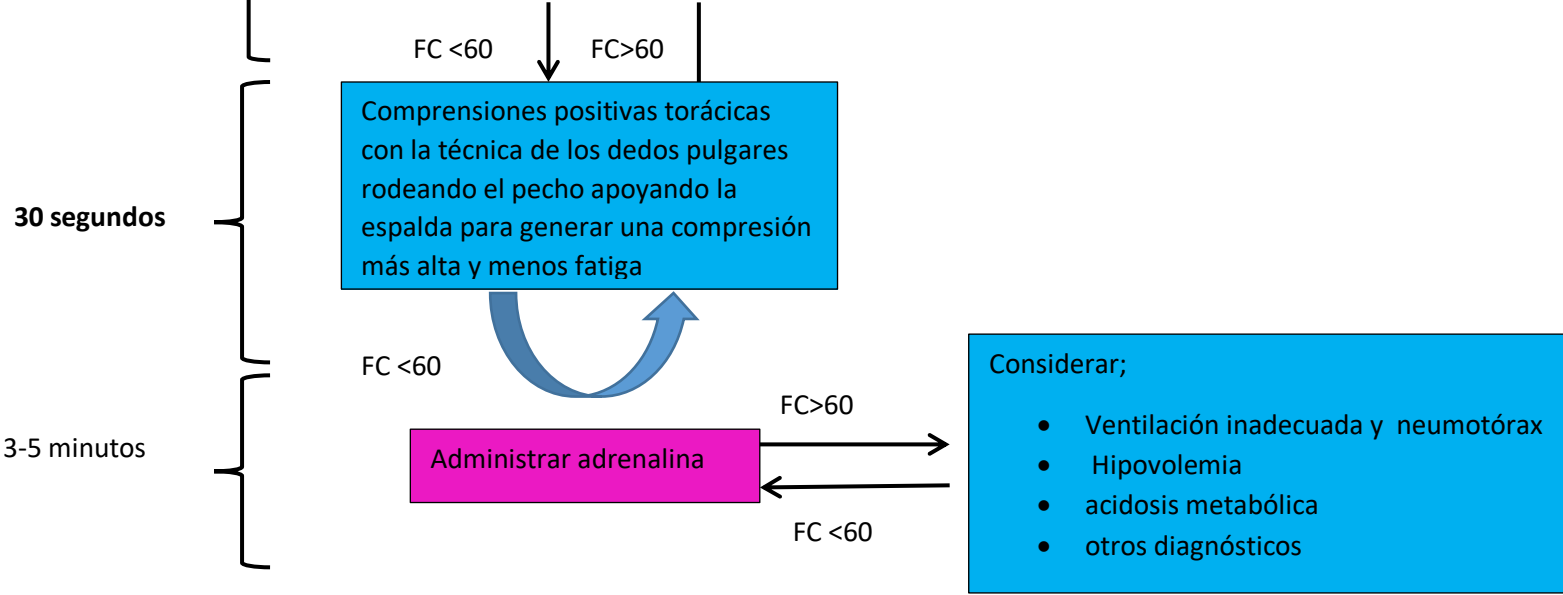 FC <60
FC>60
Comprensiones positivas torácicas
con la técnica de los dedos pulgares
rodeando el pecho apoyando la
espalda para generar una compresión
más alta y menos fatiga
30 segundos
FC <60
3-5 minutos
Administrar adrenalina
FC>60
FC <60
Considerar;
• Ventilación inadecuada y neumotórax
• Hipovolemia
• acidosis metabólica
• otros diagnósticos